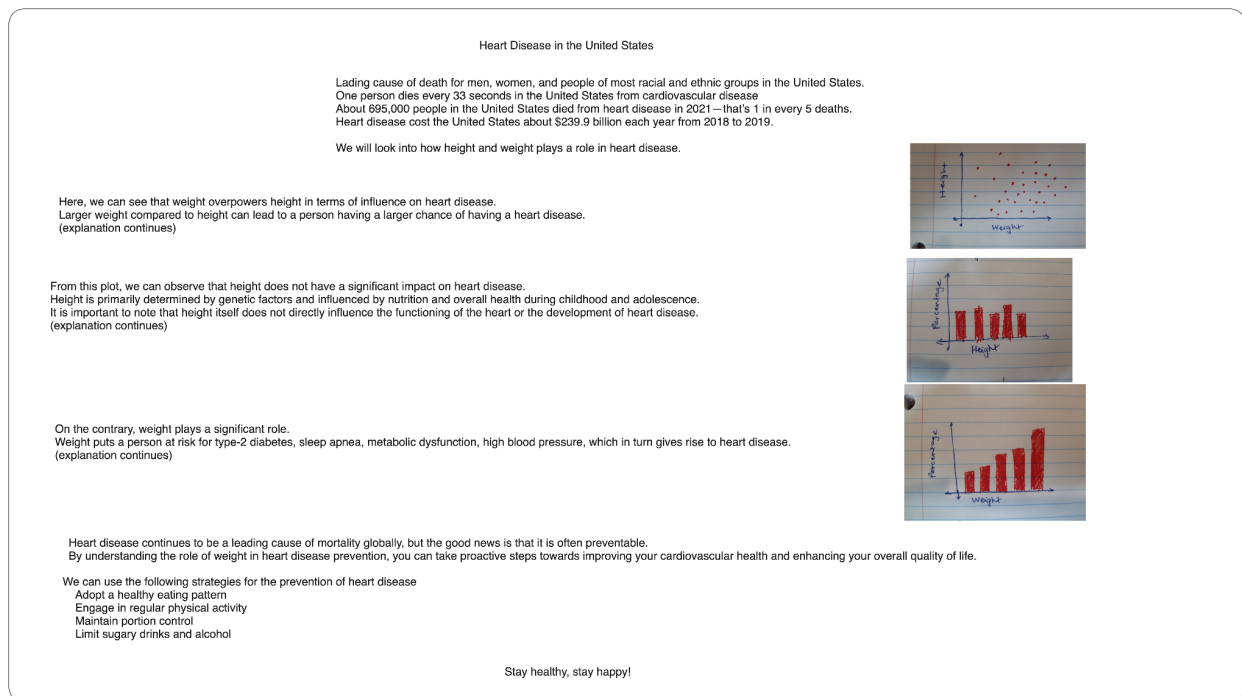 Heart Disease in the United States
Lading cause of death for men, women, and people of most racial and ethnic groups in the United States.
One person dies every 33 seconds in the United States from cardiovascular disease
About 695,000 people in the United States died from heart disease in 2021—that's 1 in every 5 deaths.
Heart disease cost the United States about $239.9 billion each year from 2018 to 2019.
We will look into how height and weight plays a role in heart disease.
Height
Weight
Here, we can see that weight overpowers height in terms of influence on heart disease.
Larger weight compared to height can lead to a person having a larger chance of having a heart disease.
(explanation continues)
From this plot, we can observe that height does not have a significant impact on heart disease.
Height is primarily determined by genetic factors and influenced by nutrition and overall health during childhood and adolescence.
It is important to note that height itself does not directly influence the functioning of the heart or the development of heart disease.
(explanation continues)
Percentage
Height
On the contrary, weight plays a significant role.
Weight puts a person at risk for type-2 diabetes, sleep apnea, metabolic dysfunction, high blood pressure, which in turn gives rise to heart disease.
(explanation continues)
Percentage
Weight
Heart disease continues to be a leading cause of mortality globally, but the good news is that it is often preventable.
By understanding the role of weight in heart disease prevention, you can take proactive steps towards improving your cardiovascular health and enhancing your overall quality of life.
We can use the following strategies for the prevention of heart disease
Adopt a healthy eating pattern
Engage in regular physical activity
Maintain portion control
Limit sugary drinks and alcohol
Stay healthy, stay happy!